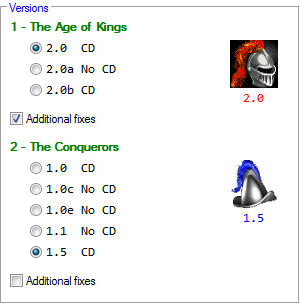 Versions
1 - The Age of Kings
2.0 CD
2.0a No CD
2.0b CD
2.0
Additional fixes
2 - The Conquerors
1.0 CD
1.0c No CD
1.0e No CD
1.1 No CD
1.5 CD
1.5
Additional fixes